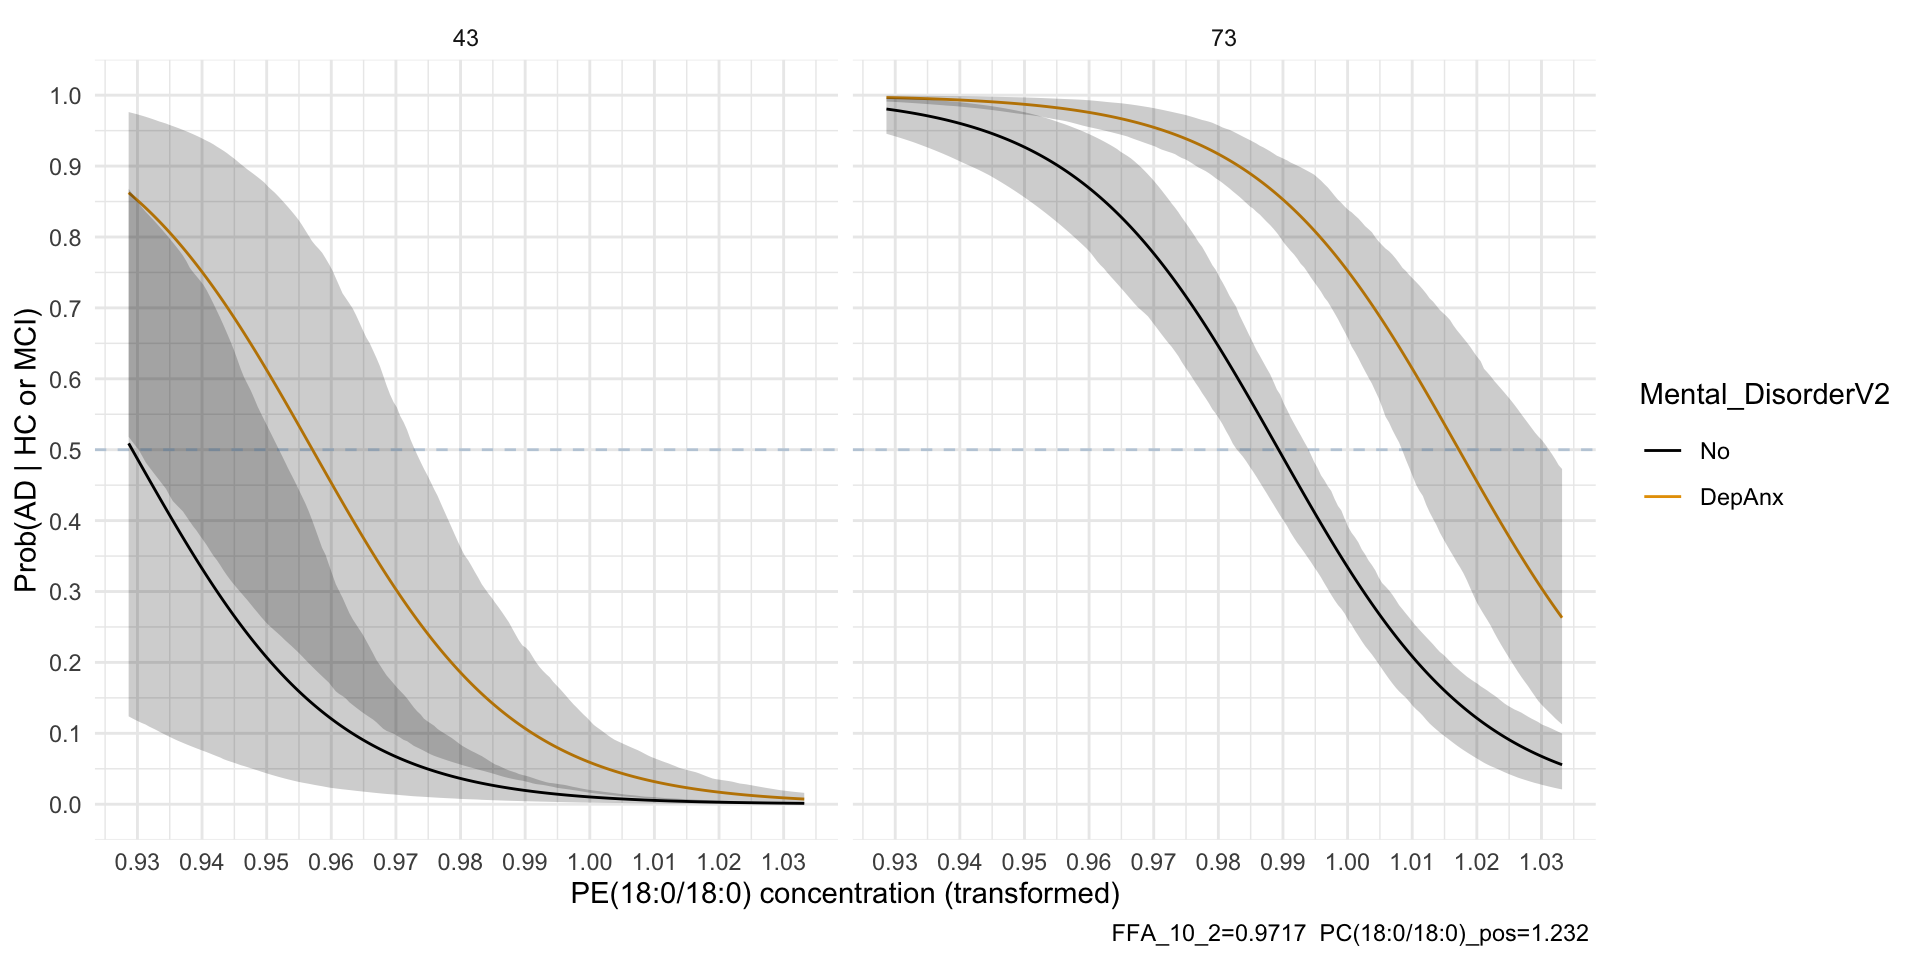 43 73
1.0
0.9
0.8
0.7
0.6
0.5
0.4
0.3
0.2
0.1
0.0
Prob(AD | HC or MCI)
0.93 0.94 0.95 0.96 0.97 0.98 0.99 1.00 1.01 1.02 1.03
0.93 0.94 0.95 0.96 0.97 0.98 0.99 1.00 1.01 1.02 1.03
PE(18:0/18:0) concentration (transformed)
FFA_10_2=0.9717 PC(18:0/18:0)_pos=1.232
Mental_DisorderV2
No
DepAnx